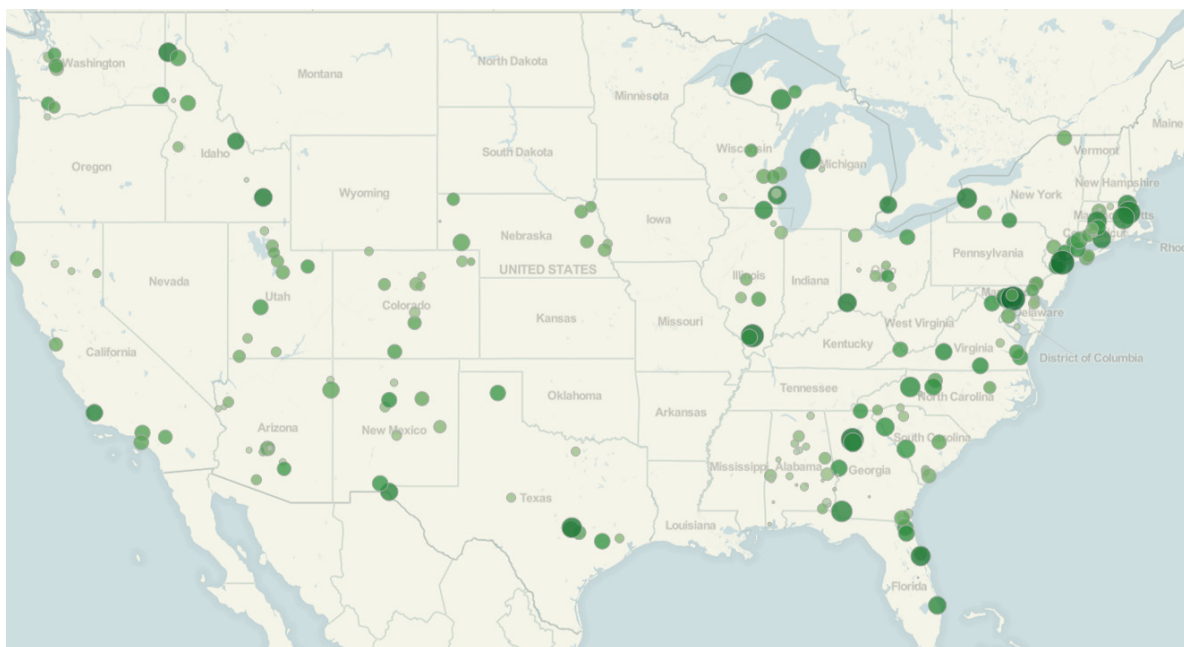 Washington
Montana
North Dakota
Minnesota
Maine
Oregon
Idaho
South Dakota
Wisconsin
Michigan
Vermont
New Hampshire
Wyoming
New York
Iowa
Nebraska
UNITED STATES
Pennsylvania
Nevada
Utah
Colorado
Illinois
Indiana
Delaware
California
Kansas
Missouri
West Virginia
Kentucky
Virginia
District of Columbia
Arizona
New Mexico
Oklahoma
Tennessee
North Carolina
Arkansas
South Carolina
Mississippi
Alabama
Georgia
Texas
Louisiana
Florida